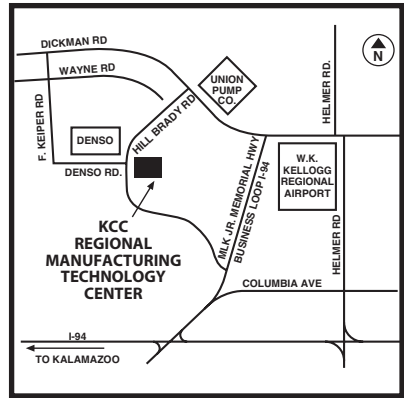 DICKMAN RD
WAYNE RD
F. KEIPER RD
DENSO
DENSO RD.
HILL BRADY RD
UNION
PUMP
CO.
HELMER RD.
N
MLK JR. MEMORIAL HWY
BUSINESS LOOP I-94
W.K.
KELLOGG
REGIONAL
AIRPORT
HELMER RD
KCC
REGIONAL
MANUFACTURING
TECHNOLOGY
CENTER
COLUMBIA AVE
I-94
TO KALAMAZOO